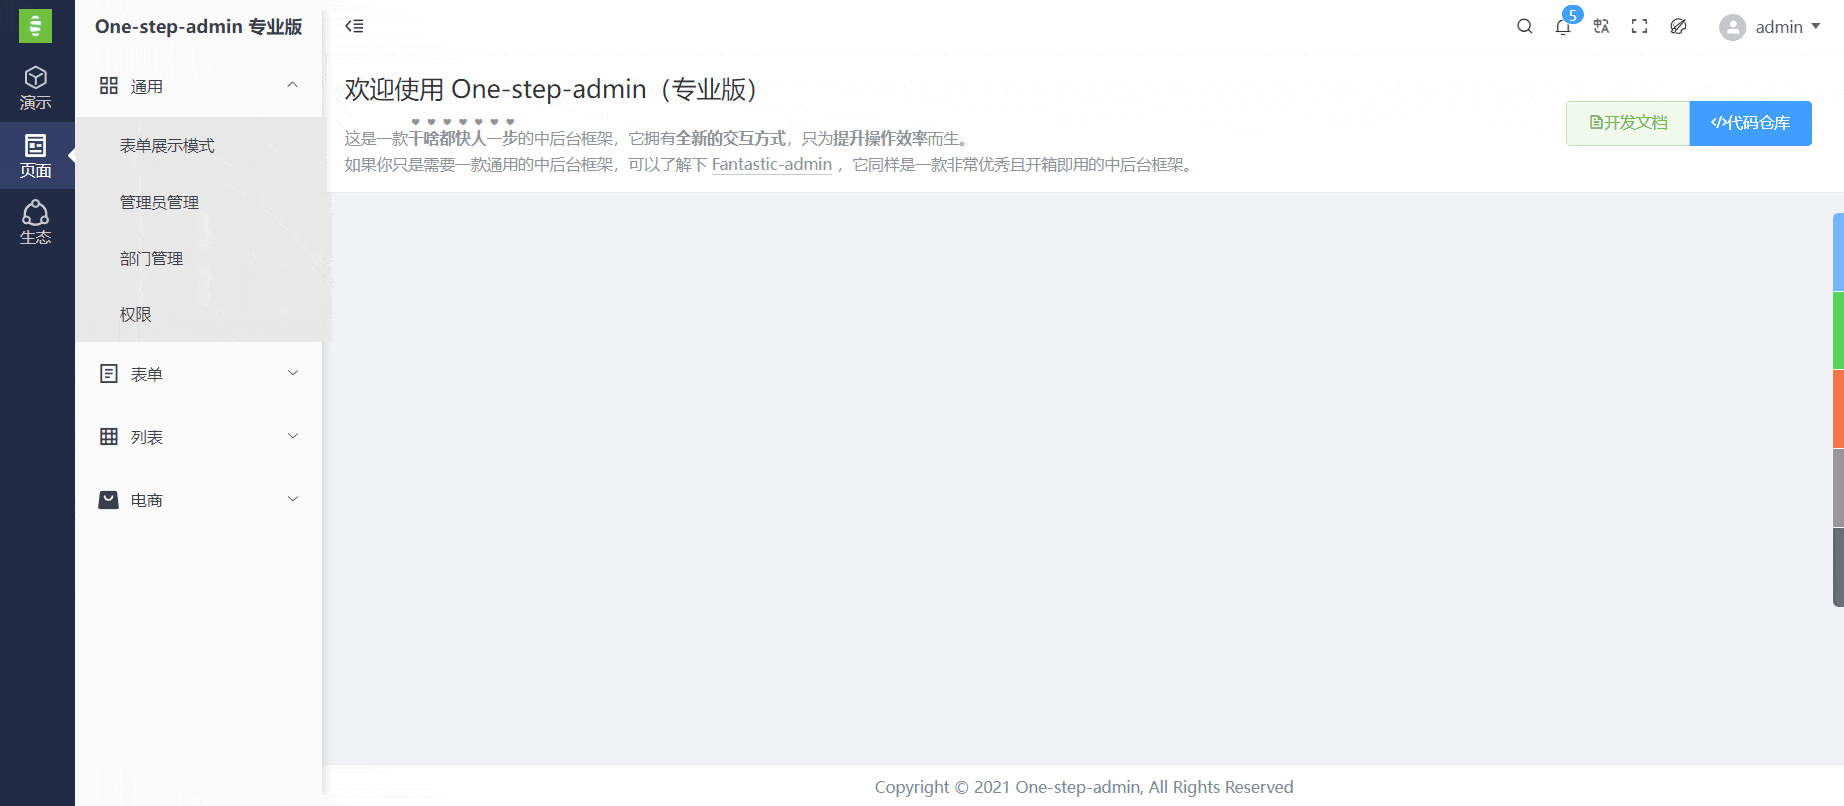 One-step-admin 专业版
5
admin
演示
页面
生态
通用
表单展示模式
管理员管理
部门管理
权限
表单
列表
电商
欢迎使用 One-step-admin（专业版）
这是一款干啥都快人一步的中后台框架，它拥有全新的交互方式，只为提升操作效率而生。
如果你只是需要一款通用的中后台框架，可以了解下 Fantastic-admin ，它同样是一款非常优秀且开箱即用的中后台框架。
开发文档
代码仓库
Copyright © 2021 One-step-admin, All Rights Reserved